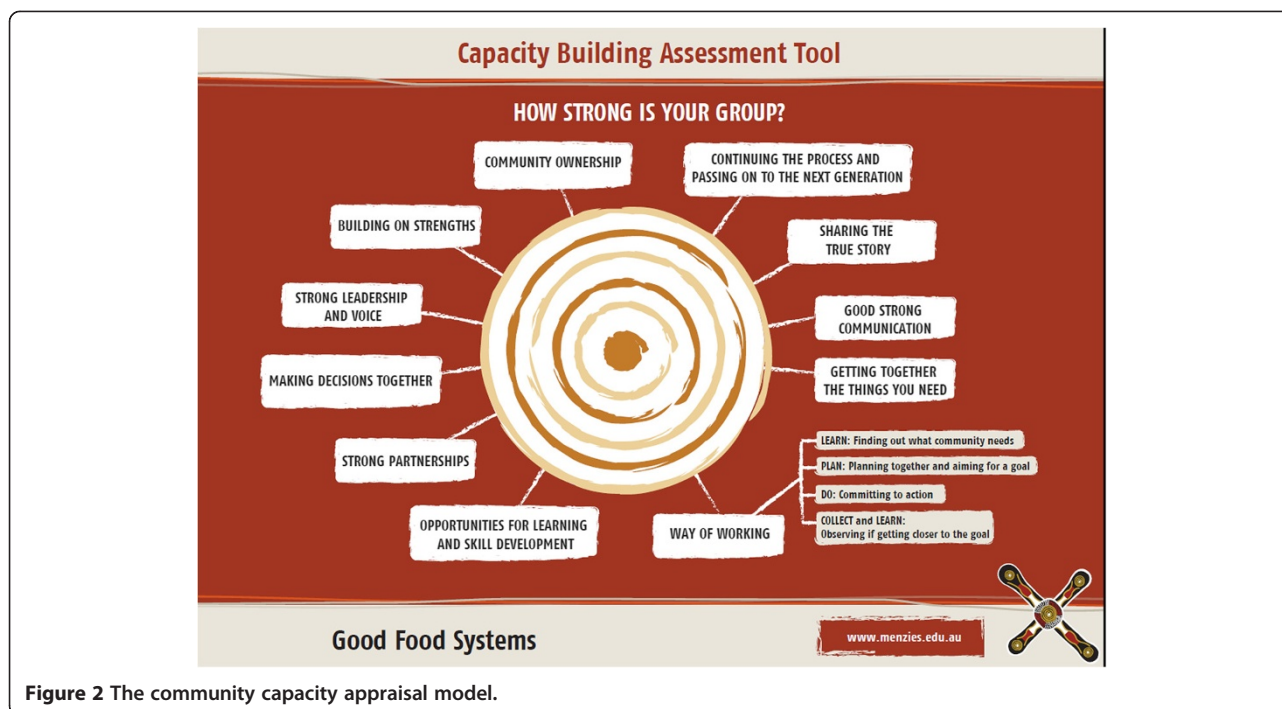 Capacity Building Assessment Tool
HOW STRONG IS YOUR GROUP?
COMMUNITY OWNERSHIP
CONTINUING THE PROCESS AND
PASSING ON TO THE NEXT GENERATION
BUILDING ON STRENGTHS
SHARING THE
TRUE STORY
STRONG LEADERSHIP
AND VOICE
GOOD STRONG
COMMUNICATION
MAKING DECISIONS TOGETHER
GETTING TOGETHER
THE THINGS YOU NEED
STRONG PARTNERSHIPS
LEARN: Finding out what community needs
PLAN: Planning together and aiming for a goal
DO: Committing to action
COLLECT and LEARN:
Observing if getting closer to the goal
OPPORTUNITIES FOR LEARNING
AND SKILL DEVELOPMENT
WAY OF WORKING
Good Food Systems
www.menzies.edu.au
Figure 2 The community capacity appraisal model.